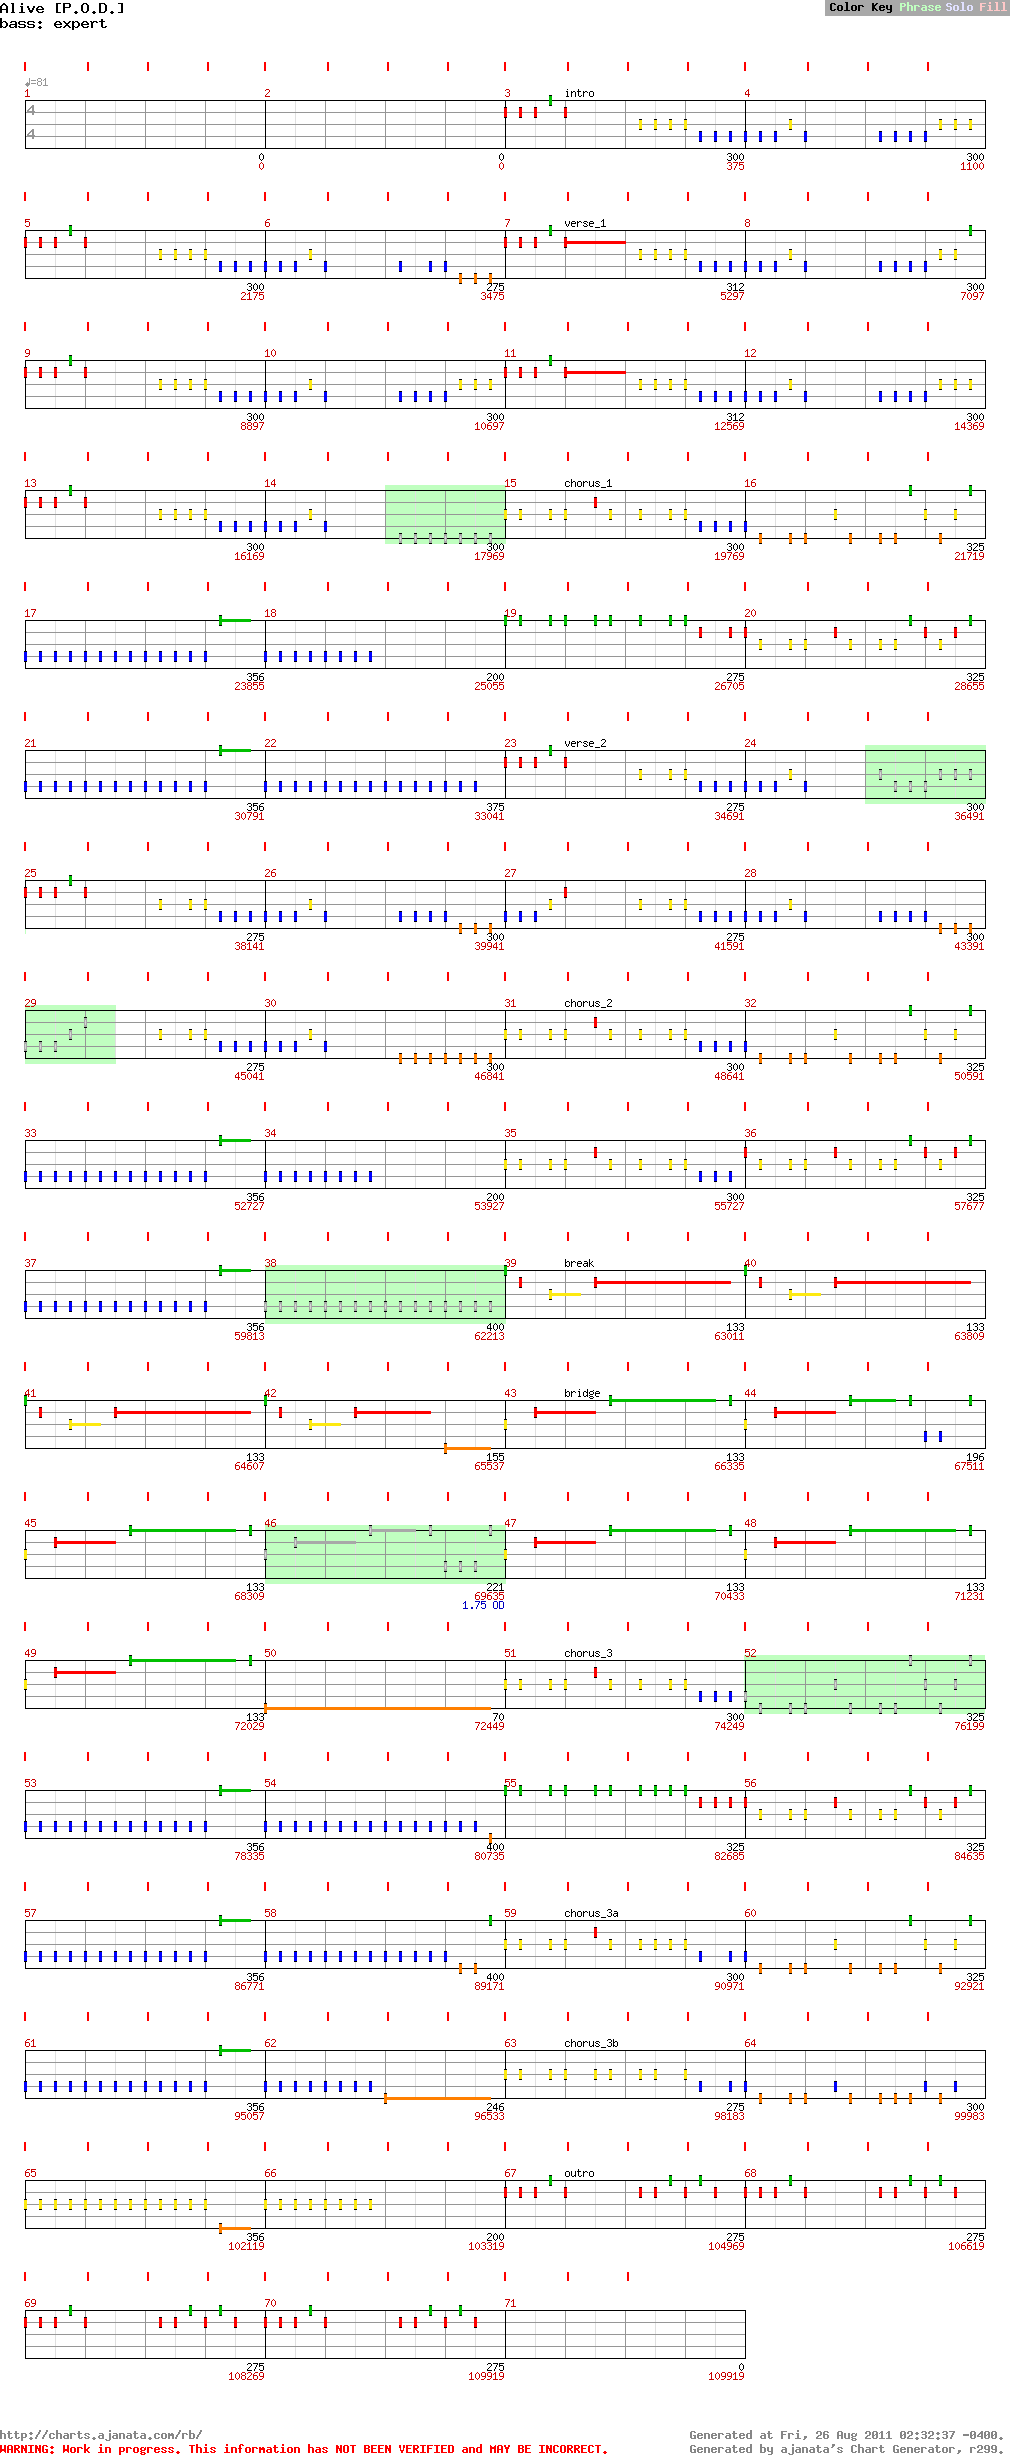 Alive [P.O.D.]
Color Key Phrase Solo Fill
bass: expert
♩=81
1 2 3 intro 4
4
4
0 0 300 300
0 0 375 1100
5 6 7 verse_1 8
300 275 312 300
2175 3475 5297 7097
9 10 11 12
300 300 312 300
8897 10697 12569 14369
13 14 15 chorus_1 16
300 300 300 325
16169 17969 19769 21719
17 18 19 20
356 200 275 325
23855 25055 26705 28655
21 22 23 verse_2 24
356 375 275 300
30791 33041 34691 36491
25 26 27 28
275 300 275 300
38141 39941 41591 43391
29 30 31 chorus_2 32
275 300 300 325
45041 46841 48641 50591
33 34 35 36
356 200 300 325
52727 53927 55727 57677
37 38 39 break 40
356 400 133 133
59813 62213 63011 63809
41 42 43 bridge 44
133 155 133 196
64607 65537 66335 67511
45 46 47 48
133 221 133 133
68309 69635 70433 71231
1.75 OD
49 50 51 chorus_3 52
133 70 300 325
72029 72449 74249 76199
53 54 55 56
356 400 325 325
78335 80735 82685 84635
57 58 59 chorus_3a 60
356 400 300 325
86771 89171 90971 92921
61 62 63 chorus_3b 64
356 246 275 300
95057 96533 98183 99983
65 66 67 outro 68
356 200 275 275
102119 103319 104969 106619
69 70 71
275 275 0
108269 109919 109919
http://charts.ajanata.com/rb/
Generated at Fri, 26 Aug 2011 02:32:37 -0400.
WARNING: Work in progress. This information has NOT BEEN VERIFIED and MAY BE INCORRECT.
Generated by ajanata's Chart Generator, r299.